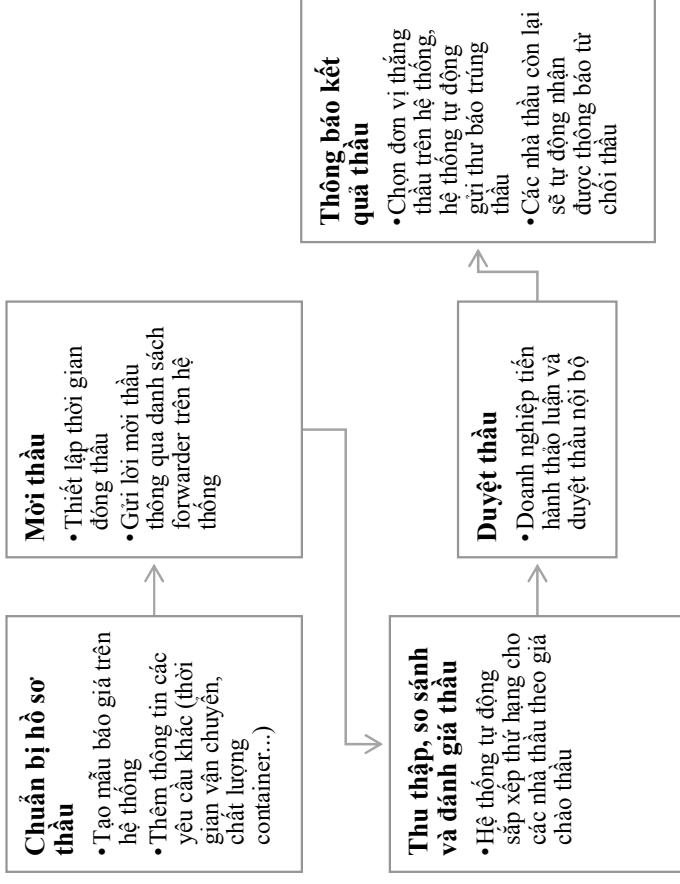 Chuẩn bị hồ sơ
thầu
•Tạo mẫu báo giá trên
hệ thống
•Thêm thông tin các
yêu cầu khác (thời
gian vận chuyển,
chất lượng
container...)
Mời thầu
•Thiết lập thời gian
đóng thầu
•Gửi lời mời thầu
thông qua danh sách
forwarder trên hệ
thống
Thu thập, so sánh
và đánh giá thầu
•Hệ thống tự động
sắp xếp thứ hạng cho
các nhà thầu theo giá
chào thầu
Duyệt thầu
•Doanh nghiệp tiến
hành thảo luận và
duyệt thầu nội bộ
Thông báo kết
quả thầu
•Chọn đơn vị thắng
thầu trên hệ thống,
hệ thống tự động
gửi thư báo trúng
thầu
•Các nhà thầu còn lại
sẽ tự động nhận
được thông báo từ
chối thầu